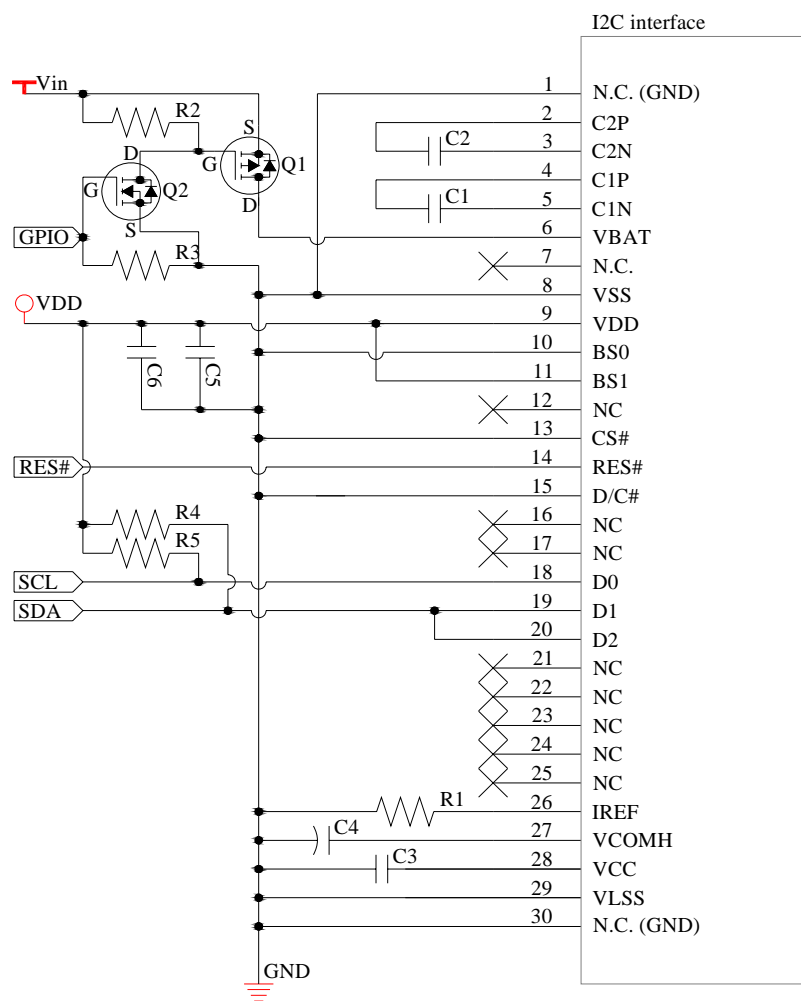 I2C interface
Vin
1 N.C. (GND)
R2
2 C2P
S
C2
3 C2N
D
G
Q1
4 C1P
G
Q2
C1
5 C1N
D
S
GPIO
6 VBAT
R3
7 N.C.
8 VSS
VDD
9 VDD
10 BS0
C6
C5
11 BS1
12 NC
13 CS#
RES#
14 RES#
15 D/C#
R4
16 NC
R5
17 NC
SCL
18 D0
SDA
19 D1
20 D2
21 NC
22 NC
23 NC
24 NC
25 NC
R1
26 IREF
C4
27 VCOMH
C3
28 VCC
29 VLSS
30 N.C. (GND)
GND